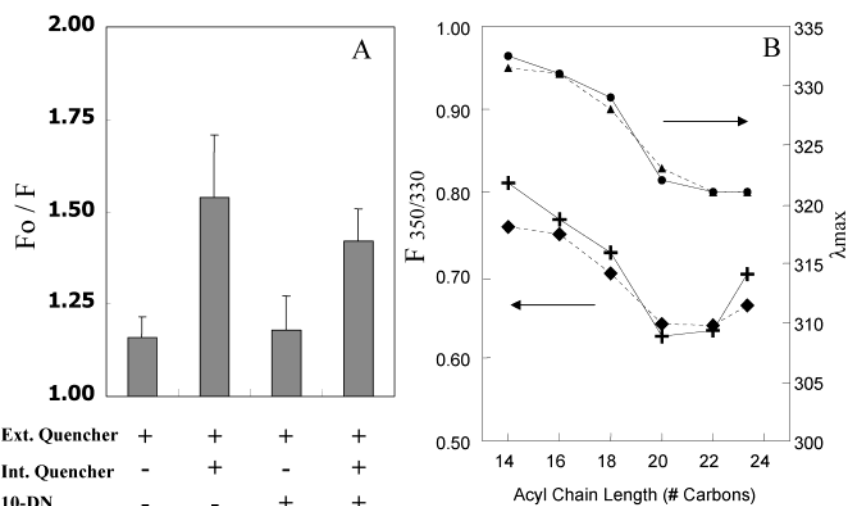 A
2.00
1.75
1.50
1.25
1.00
Fo / F
Ext. Quencher + + + +
Int. Quencher - + - +
10-DN - - + +
B
1.00
0.90
0.80
0.70
0.60
0.50
F 350/330
335
330
325
320
315
310
305
300
λmax
14 16 18 20 22 24
Acyl Chain Length (# Carbons)